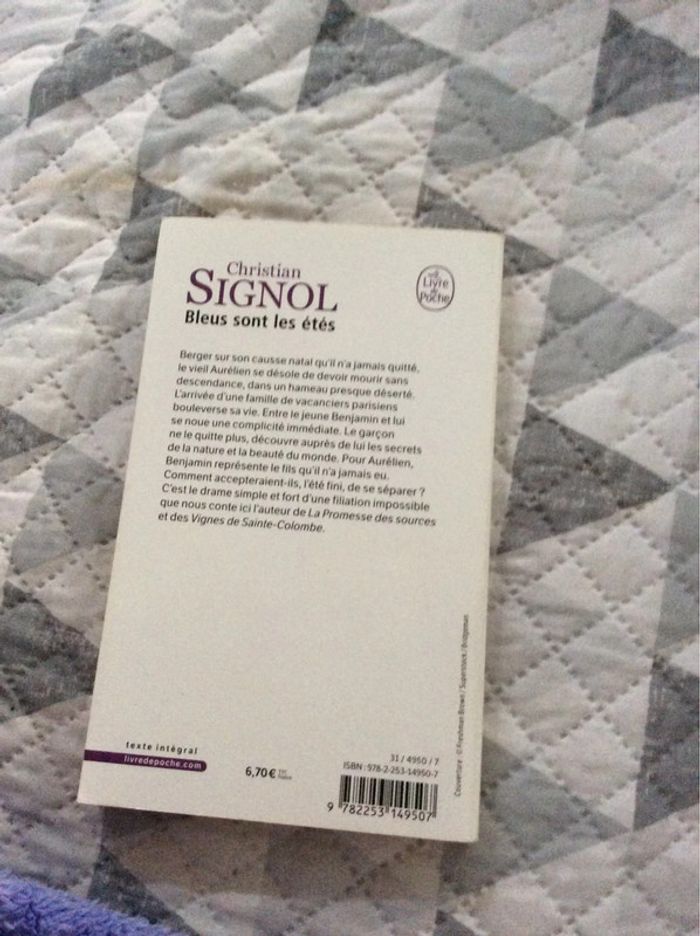 Christian
SIGNOL
Bleus sont les étés
Le
Livre
de
Poche
Berger sur son causse natal qu'il n'a jamais quitté,
le vieil Aurélien se désole de devoir mourir sans
descendance, dans un hameau presque déserté.
L'arrivée d'une famille de vacanciers parisiens
bouleverse sa vie. Entre le jeune Benjamin et lui
se noue une complicité immédiate. Le garçon
ne le quitte plus, découvre auprès de lui les secrets
de la nature et la beauté du monde. Pour Aurélien,
Benjamin représente le fils qu'il n'a jamais eu.
Comment accepteraient-ils, l'été fini, de se séparer ?
C'est le drame simple et fort d'une filiation impossible
que nous conte ici l'auteur de La Promesse des sources
et des Vignes de Sainte-Colombe.
Couverture : © Freshman Brown / Superstock / Bridgeman
texte intégral
livredepoche.com
6,70 €
31 / 4950 / 7
ISBN : 978-2-253-14950-7
9 782253 149507